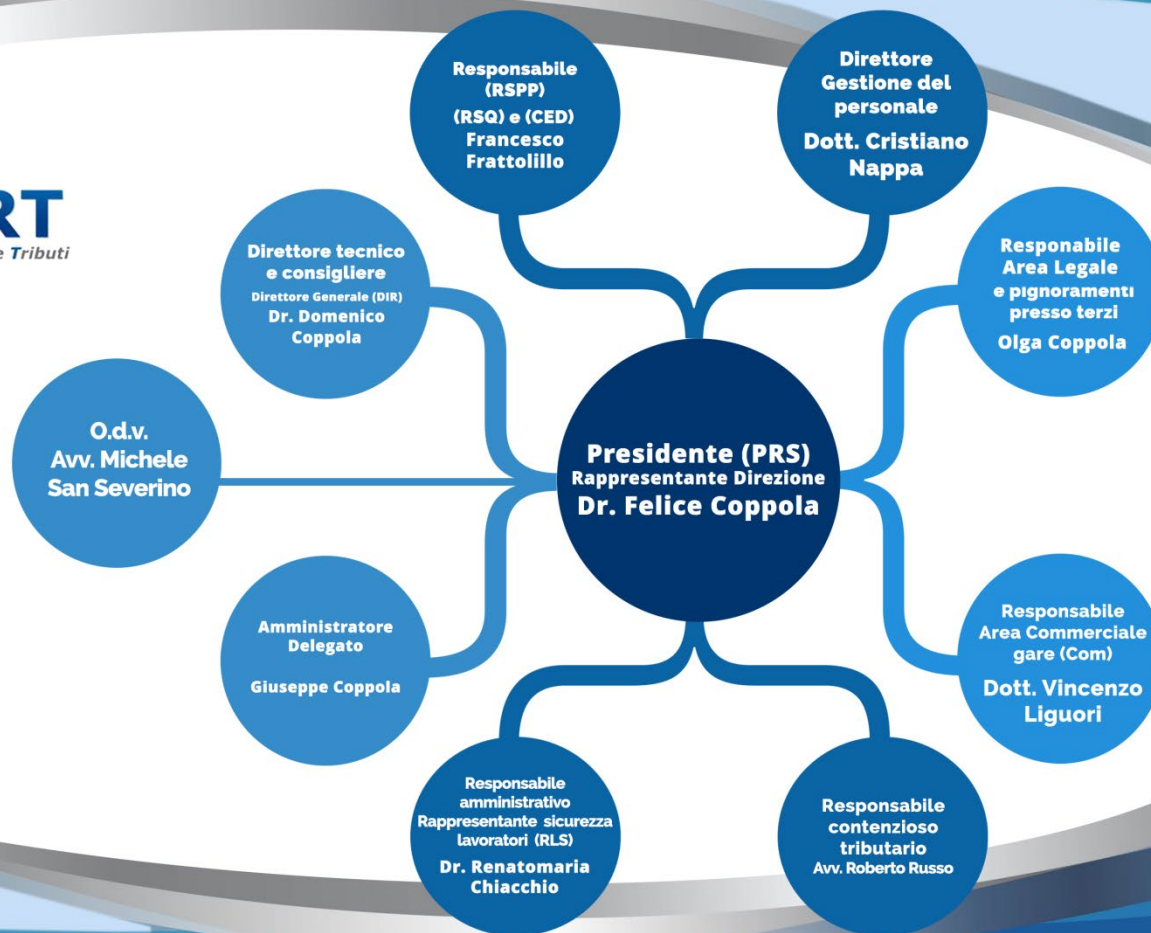 RT
e Tributi
Responsabile
(RSPP)
(RSQ) e (CED)
Francesco
Frattolillo
Direttore
Gestione del
personale
Dott. Cristiano
Nappa
Direttore tecnico
e consigliere
Direttore Generale (DIR)
Dr. Domenico
Coppola
Responabile
Area Legale
e pignoramenti
presso terzi
Olga Coppola
O.d.v.
Avv. Michele
San Severino
Presidente (PRS)
Rappresentante Direzione
Dr. Felice Coppola
Amministratore
Delegato
Giuseppe Coppola
Responsabile
Area Commerciale
gare (Com)
Dott. Vincenzo
Liguori
Responsabile
amministrativo
Rappresentante sicurezza
lavoratori (RLS)
Dr. Renatomaria
Chiacchio
Responsabile
contenzioso
tributario
Avv. Roberto Russo